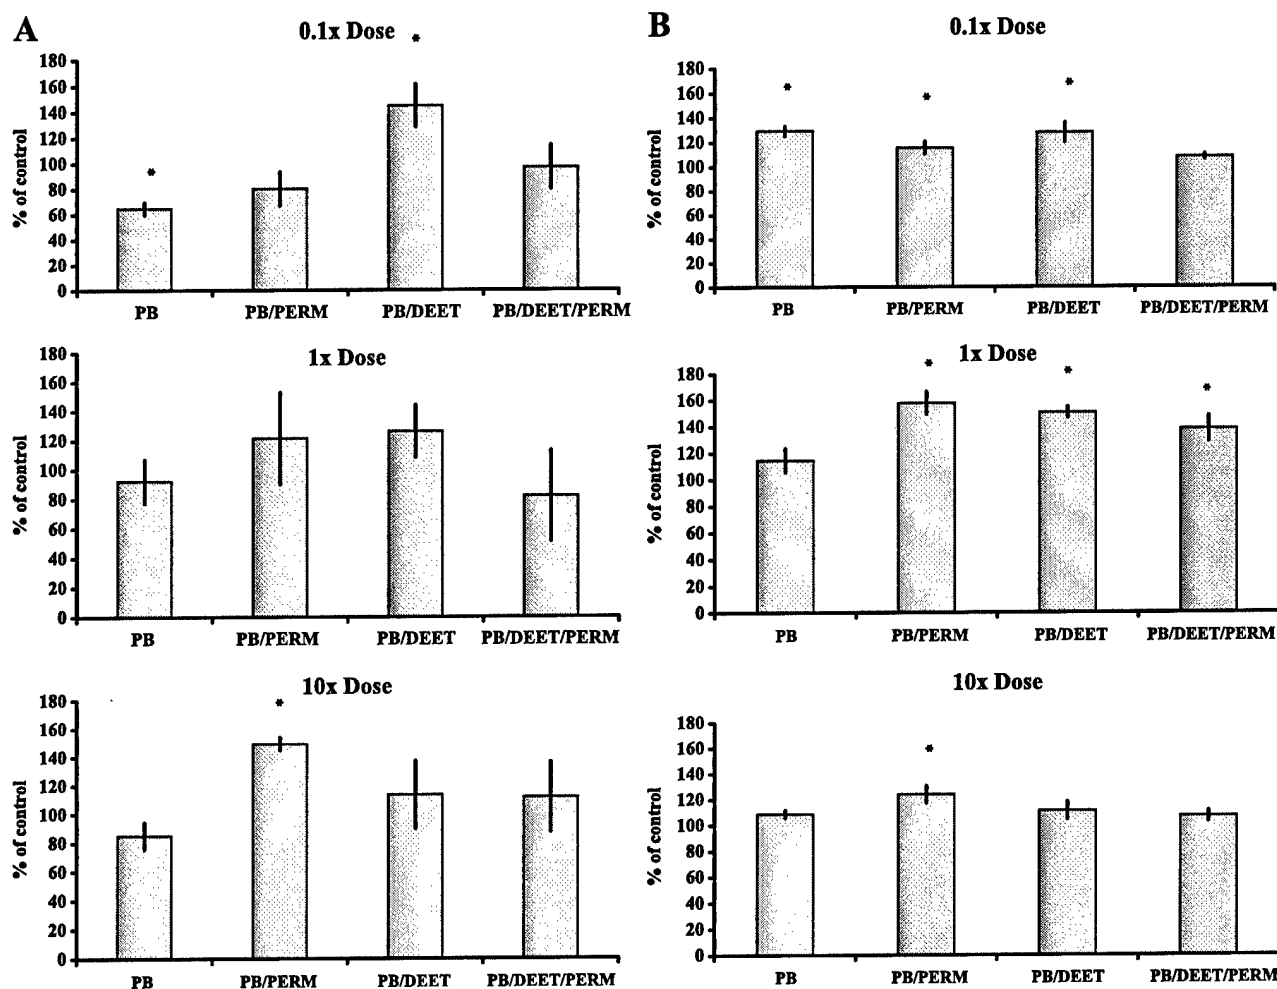 A
0.1x Dose
*
*
% of control
180
160
140
120
100
80
60
40
20
0
PB PB/PERM PB/DEET PB/DEET/PERM
1x Dose
% of control
180
160
140
120
100
80
60
40
20
0
PB PB/PERM PB/DEET PB/DEET/PERM
10x Dose
*
% of control
180
160
140
120
100
80
60
40
20
0
PB PB/PERM PB/DEET PB/DEET/PERM
B
0.1x Dose
* * *
% of control
180
160
140
120
100
80
60
40
20
0
PB PB/PERM PB/DEET PB/DEET/PERM
1x Dose
* * *
% of control
180
160
140
120
100
80
60
40
20
0
PB PB/PERM PB/DEET PB/DEET/PERM
10x Dose
*
% of control
180
160
140
120
100
80
60
40
20
0
PB PB/PERM PB/DEET PB/DEET/PERM